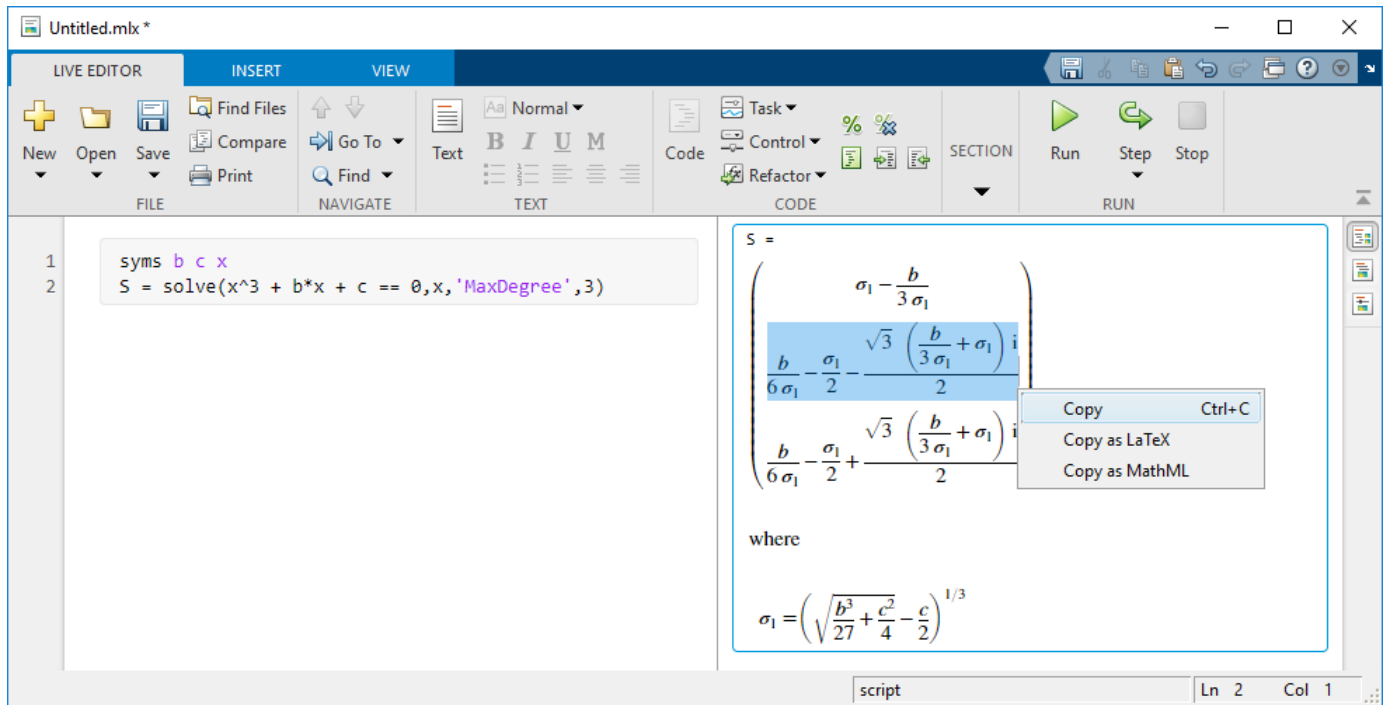 Untitled.mlx *
LIVE EDITOR INSERT VIEW
New Open Save Find Files Compare Print
FILE
Go To Find
NAVIGATE
Text Aa Normal B I U M
TEXT
Code Task Control Refactor
CODE
SECTION
Run Step Stop
RUN
1 syms b c x
2 S = solve(x^3 + b*x + c == 0,x,'MaxDegree',3)
S =
σ₁ − b/(3 σ₁)
b/(6 σ₁) − σ₁/2 − (√3 (b/(3 σ₁) + σ₁) i)/2
b/(6 σ₁) − σ₁/2 + (√3 (b/(3 σ₁) + σ₁) i)/2
Copy Ctrl+C
Copy as LaTeX
Copy as MathML
where
σ₁ = (√(b³/27 + c²/4) − c/2)^1/3
script Ln 2 Col 1